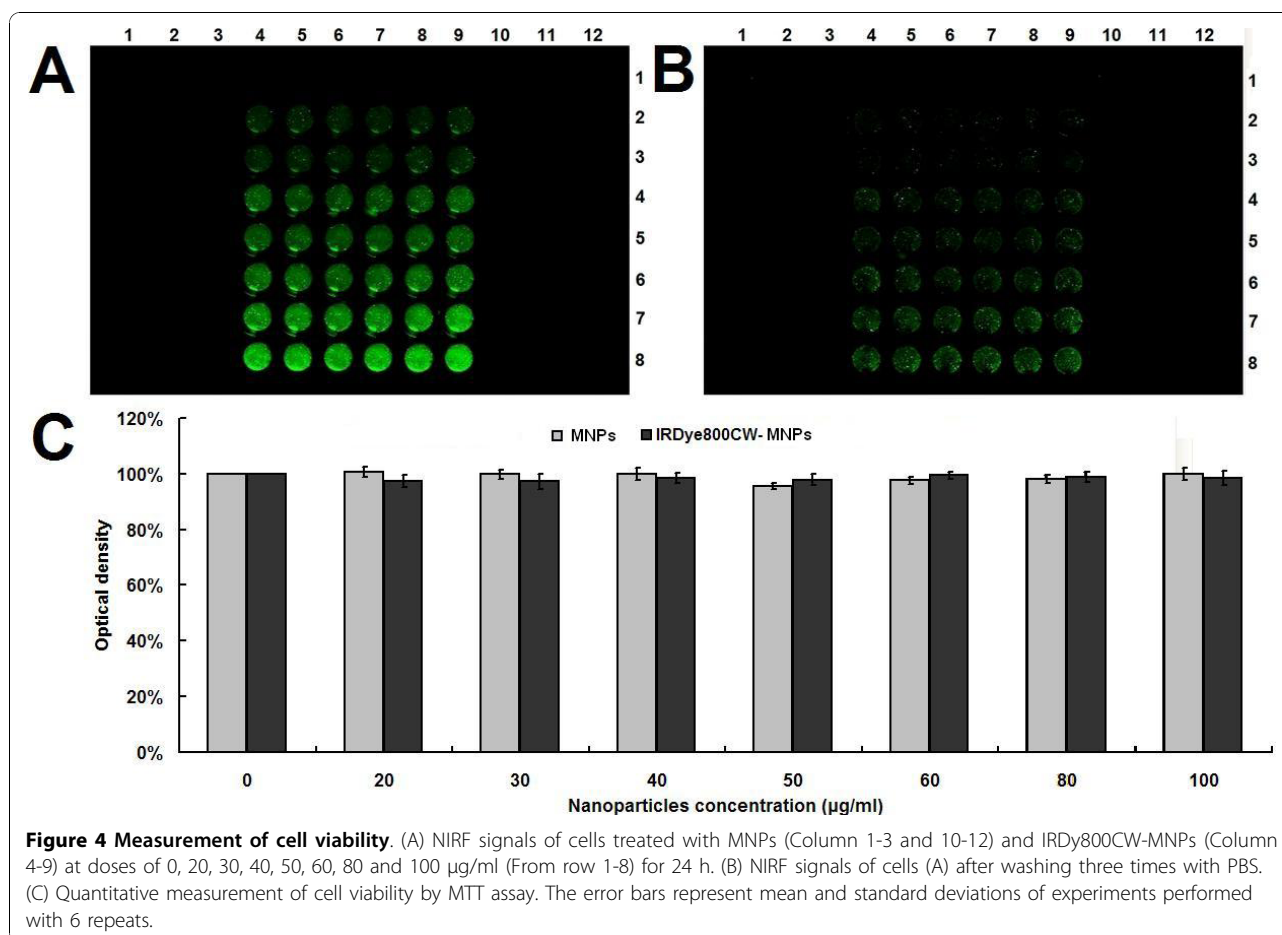 A
1 2 3 4 5 6 7 8 9 10 11 12
1
2
3
4
5
6
7
8
B
1 2 3 4 5 6 7 8 9 10 11 12
1
2
3
4
5
6
7
8
C
MNPs IRDye800CW- MNPs
Optical density
120%
100%
80%
60%
40%
20%
0%
0 20 30 40 50 60 80 100
Nanoparticles concentration (µg/ml)
Figure 4 Measurement of cell viability. (A) NIRF signals of cells treated with MNPs (Column 1-3 and 10-12) and IRDy800CW-MNPs (Column
4-9) at doses of 0, 20, 30, 40, 50, 60, 80 and 100 μg/ml (From row 1-8) for 24 h. (B) NIRF signals of cells (A) after washing three times with PBS.
(C) Quantitative measurement of cell viability by MTT assay. The error bars represent mean and standard deviations of experiments performed
with 6 repeats.